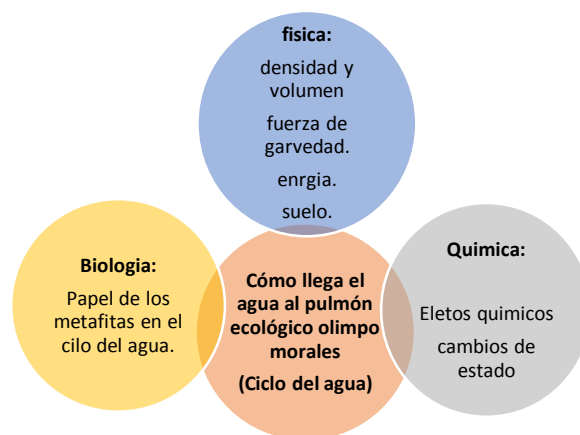 fisica:
densidad y
volumen
fuerza de
garvedad.
enrgia.
suelo.
Biologia:
Papel de los
metafitas en el
cilo del agua.
Cómo llega el
agua al pulmón
ecológico olimpo
morales
(Ciclo del agua)
Quimica:
Eletos quimicos
cambios de
estado